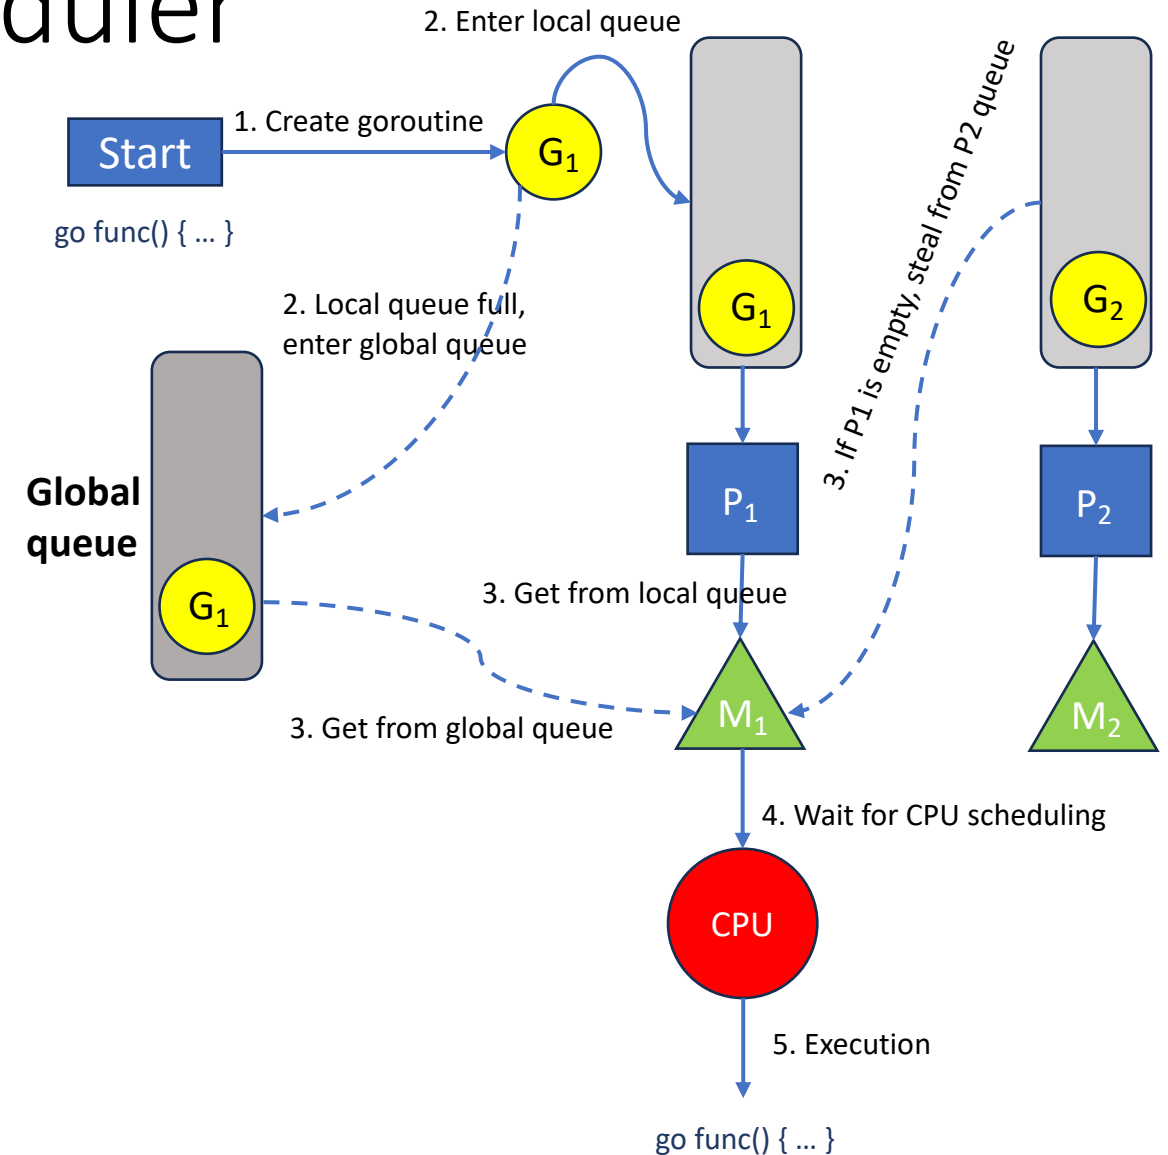 duler
2. Enter local queue
1. Create goroutine
Start
G1
go func() { ... }
2. Local queue full,
enter global queue
G1
G2
3. If P1 is empty, steal from P2 queue
Global
queue
P1
P2
G1
3. Get from local queue
3. Get from global queue
M1
M2
4. Wait for CPU scheduling
CPU
5. Execution
go func() { ... }